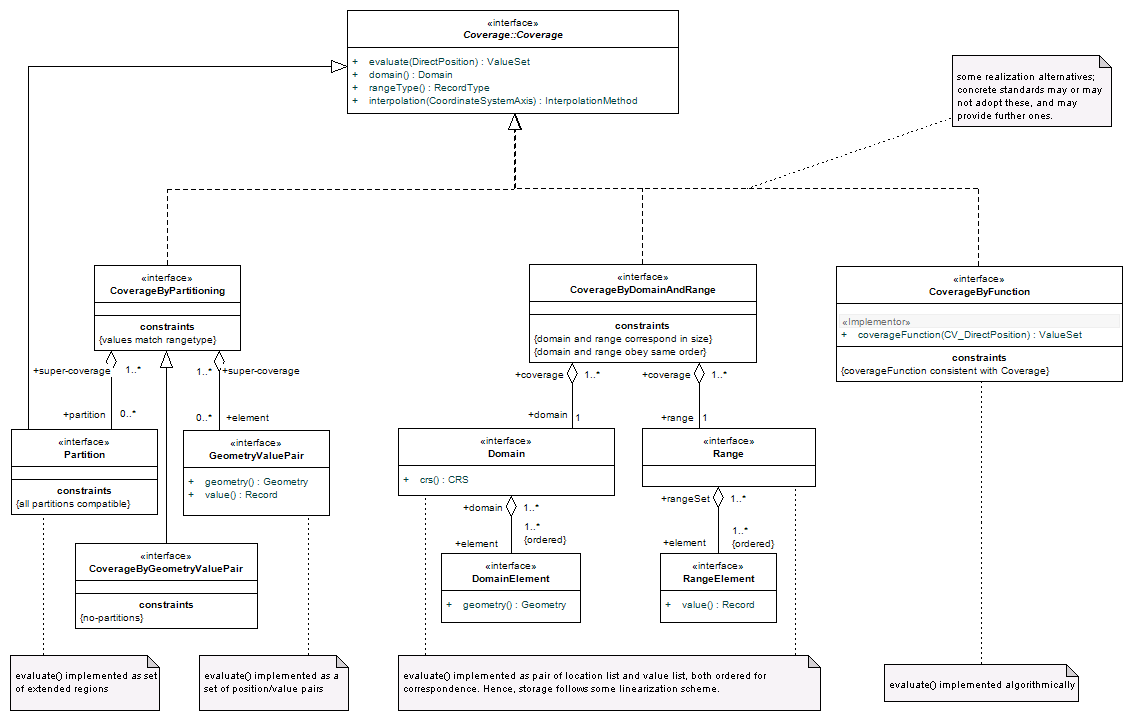 «interface»
Coverage::Coverage
+ evaluate(DirectPosition) : ValueSet
+ domain() : Domain
+ rangeType() : RecordType
+ interpolation(CoordinateSystemAxis) : InterpolationMethod
some realization alternatives;
concrete standards may or may
not adopt these, and may
provide further ones.
«interface»
CoverageByPartitioning
constraints
{values match rangetype}
«interface»
CoverageByDomainAndRange
constraints
{domain and range correspond in size}
{domain and range obey same order}
«interface»
CoverageByFunction
«Implementor»
+ coverageFunction(CV_DirectPosition) : ValueSet
constraints
{coverageFunction consistent with Coverage}
+super-coverage 1..*
1..* +super-coverage
+partition 0..*
0..* +element
+coverage 1..*
+coverage 1..*
+domain 1
+range 1
«interface»
Partition
constraints
{all partitions compatible}
«interface»
GeometryValuePair
+ geometry() : Geometry
+ value() : Record
«interface»
Domain
+ crs() : CRS
«interface»
Range
+domain 1..*
1..*
{ordered}
+element
+rangeSet 1..*
1..*
{ordered}
+element
«interface»
CoverageByGeometryValuePair
constraints
{no-partitions}
«interface»
DomainElement
+ geometry() : Geometry
«interface»
RangeElement
+ value() : Record
evaluate() implemented as set
of extended regions
evaluate() implemented as a
set of position/value pairs
evaluate() implemented as pair of location list and value list, both ordered for
correspondence. Hence, storage follows some linearization scheme.
evaluate() implemented algorithmically